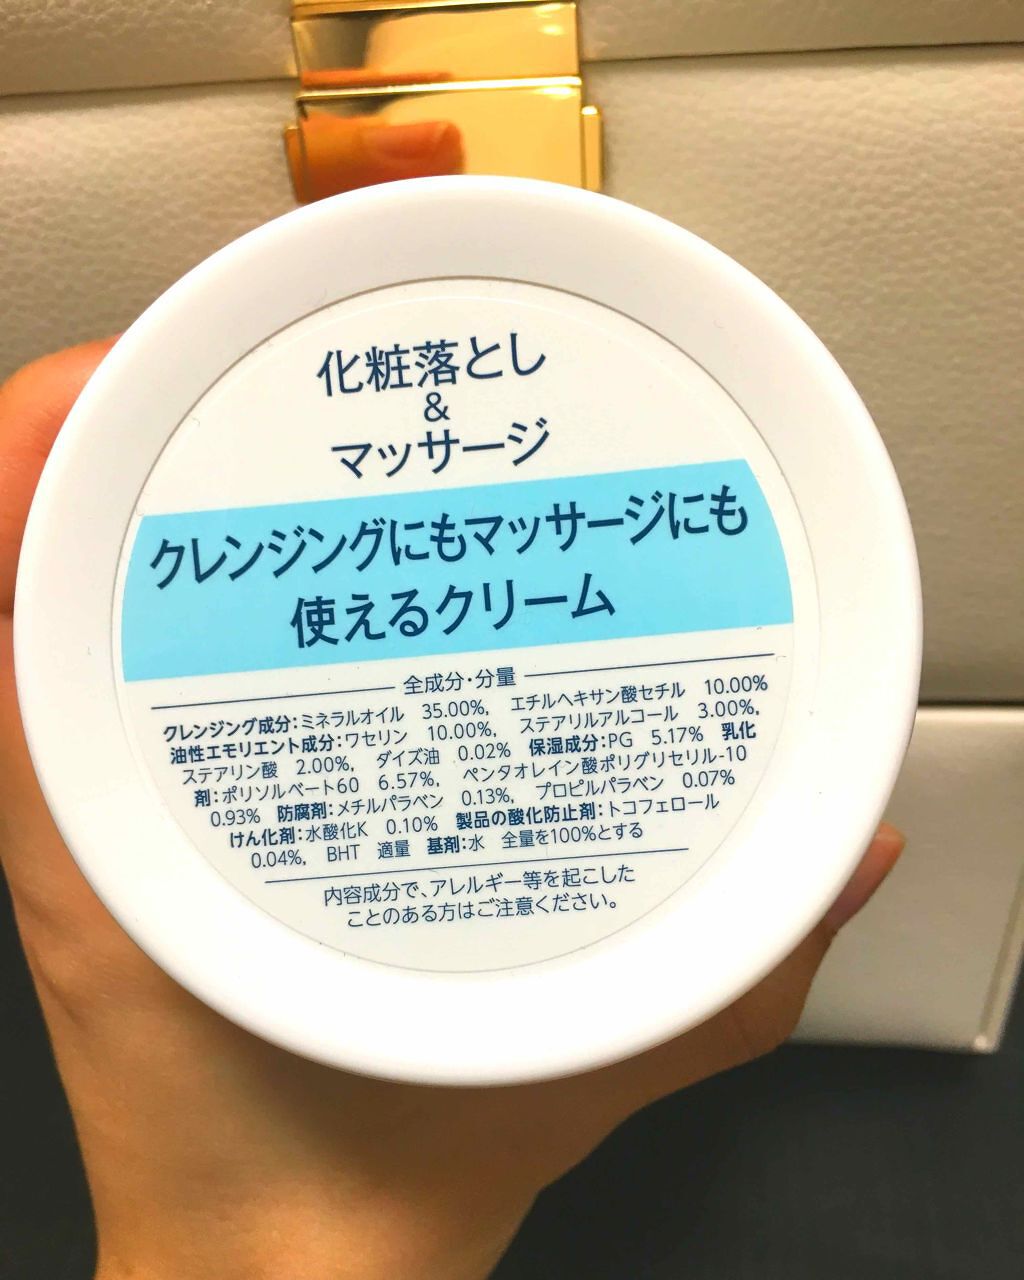 化粧落とし
&
マッサージ
クレンジングにもマッサージにも
使えるクリーム
全成分・分量
クレンジング成分:ミネラルオイル 35.00%, エチルヘキサン酸セチル 10.00%
油性エモリエント成分:ワセリン 10.00%, ステアリルアルコール 3.00%,
ステアリン酸 2.00%, ダイズ油 0.02% 保湿成分:PG 5.17% 乳化
剤:ポリソルベート60 6.57%, ペンタオレイン酸ポリグリセリル-10
0.93% 防腐剤:メチルパラベン 0.13%, プロピルパラベン 0.07%
けん化剤:水酸化K 0.10% 製品の酸化防止剤:トコフェロール
0.04%, BHT 適量 基剤:水 全量を100%とする
内容成分で、アレルギー等を起こした
ことのある方はご注意ください。